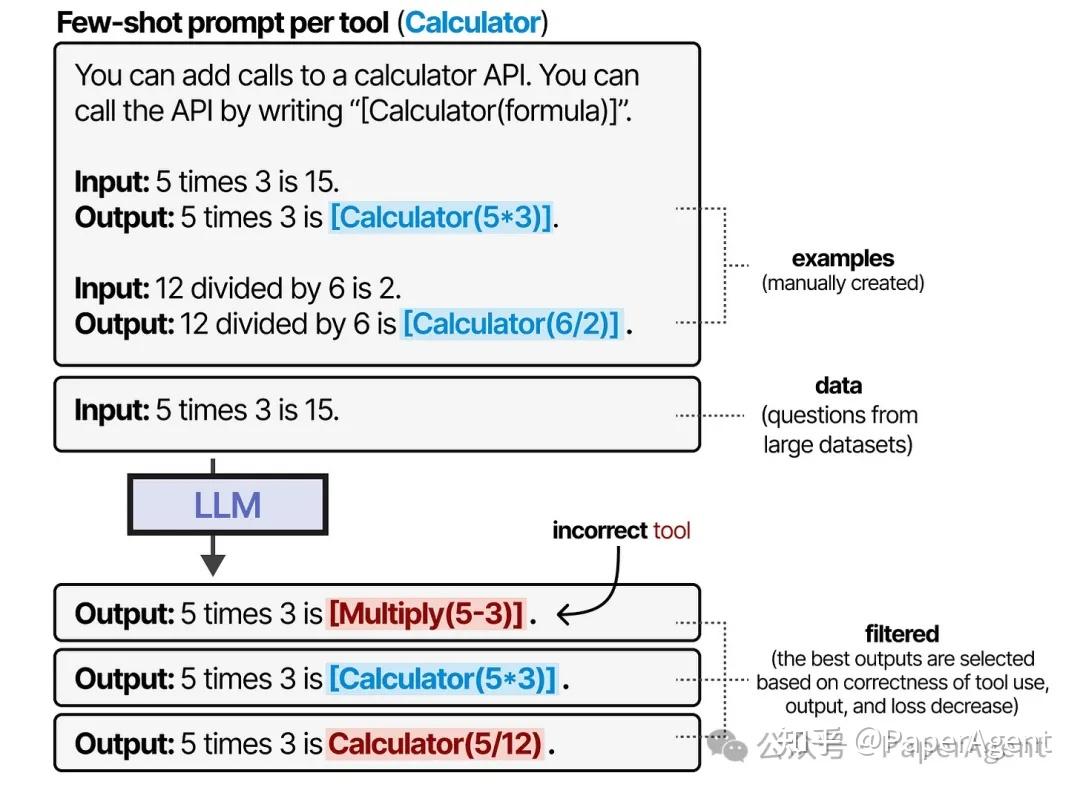 Few-shot prompt per tool (Calculator)
You can add calls to a calculator API. You can
call the API by writing “[Calculator(formula)]”.
Input: 5 times 3 is 15.
Output: 5 times 3 is [Calculator(5*3)].
Input: 12 divided by 6 is 2.
Output: 12 divided by 6 is [Calculator(6/2)] .
examples
(manually created)
Input: 5 times 3 is 15.
data
(questions from
large datasets)
LLM
incorrect tool
Output: 5 times 3 is [Multiply(5-3)] .
Output: 5 times 3 is [Calculator(5*3)] .
Output: 5 times 3 is Calculator(5/12) .
filtered
(the best outputs are selected
based on correctness of tool use,
output, and loss decrease)
知乎 @PaperAgent